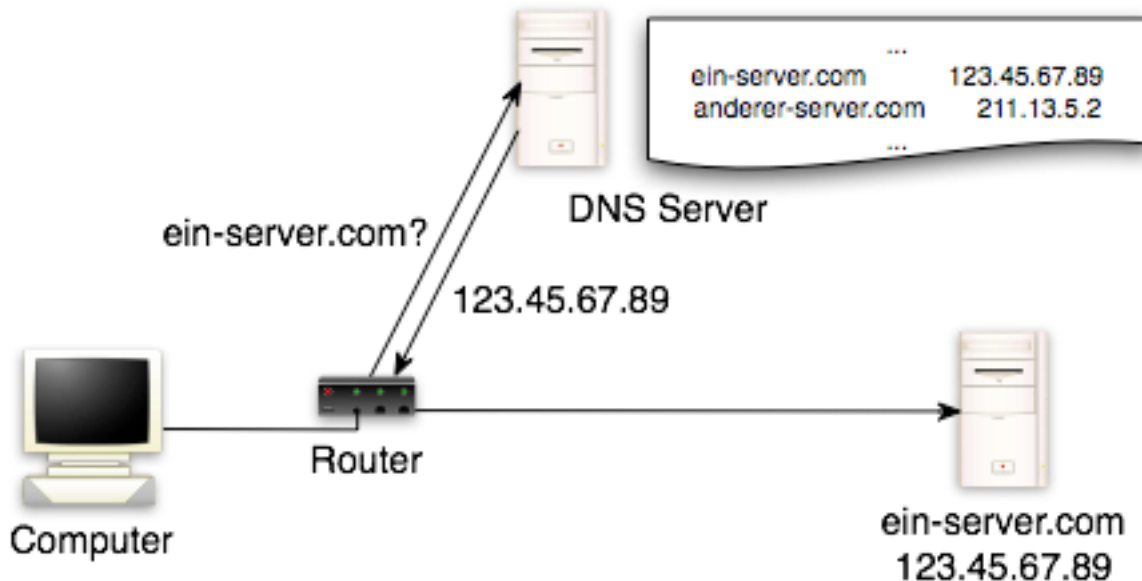 ...
ein-server.com 123.45.67.89
anderer-server.com 211.13.5.2
...
DNS Server
ein-server.com?
123.45.67.89
Router
Computer
ein-server.com
123.45.67.89